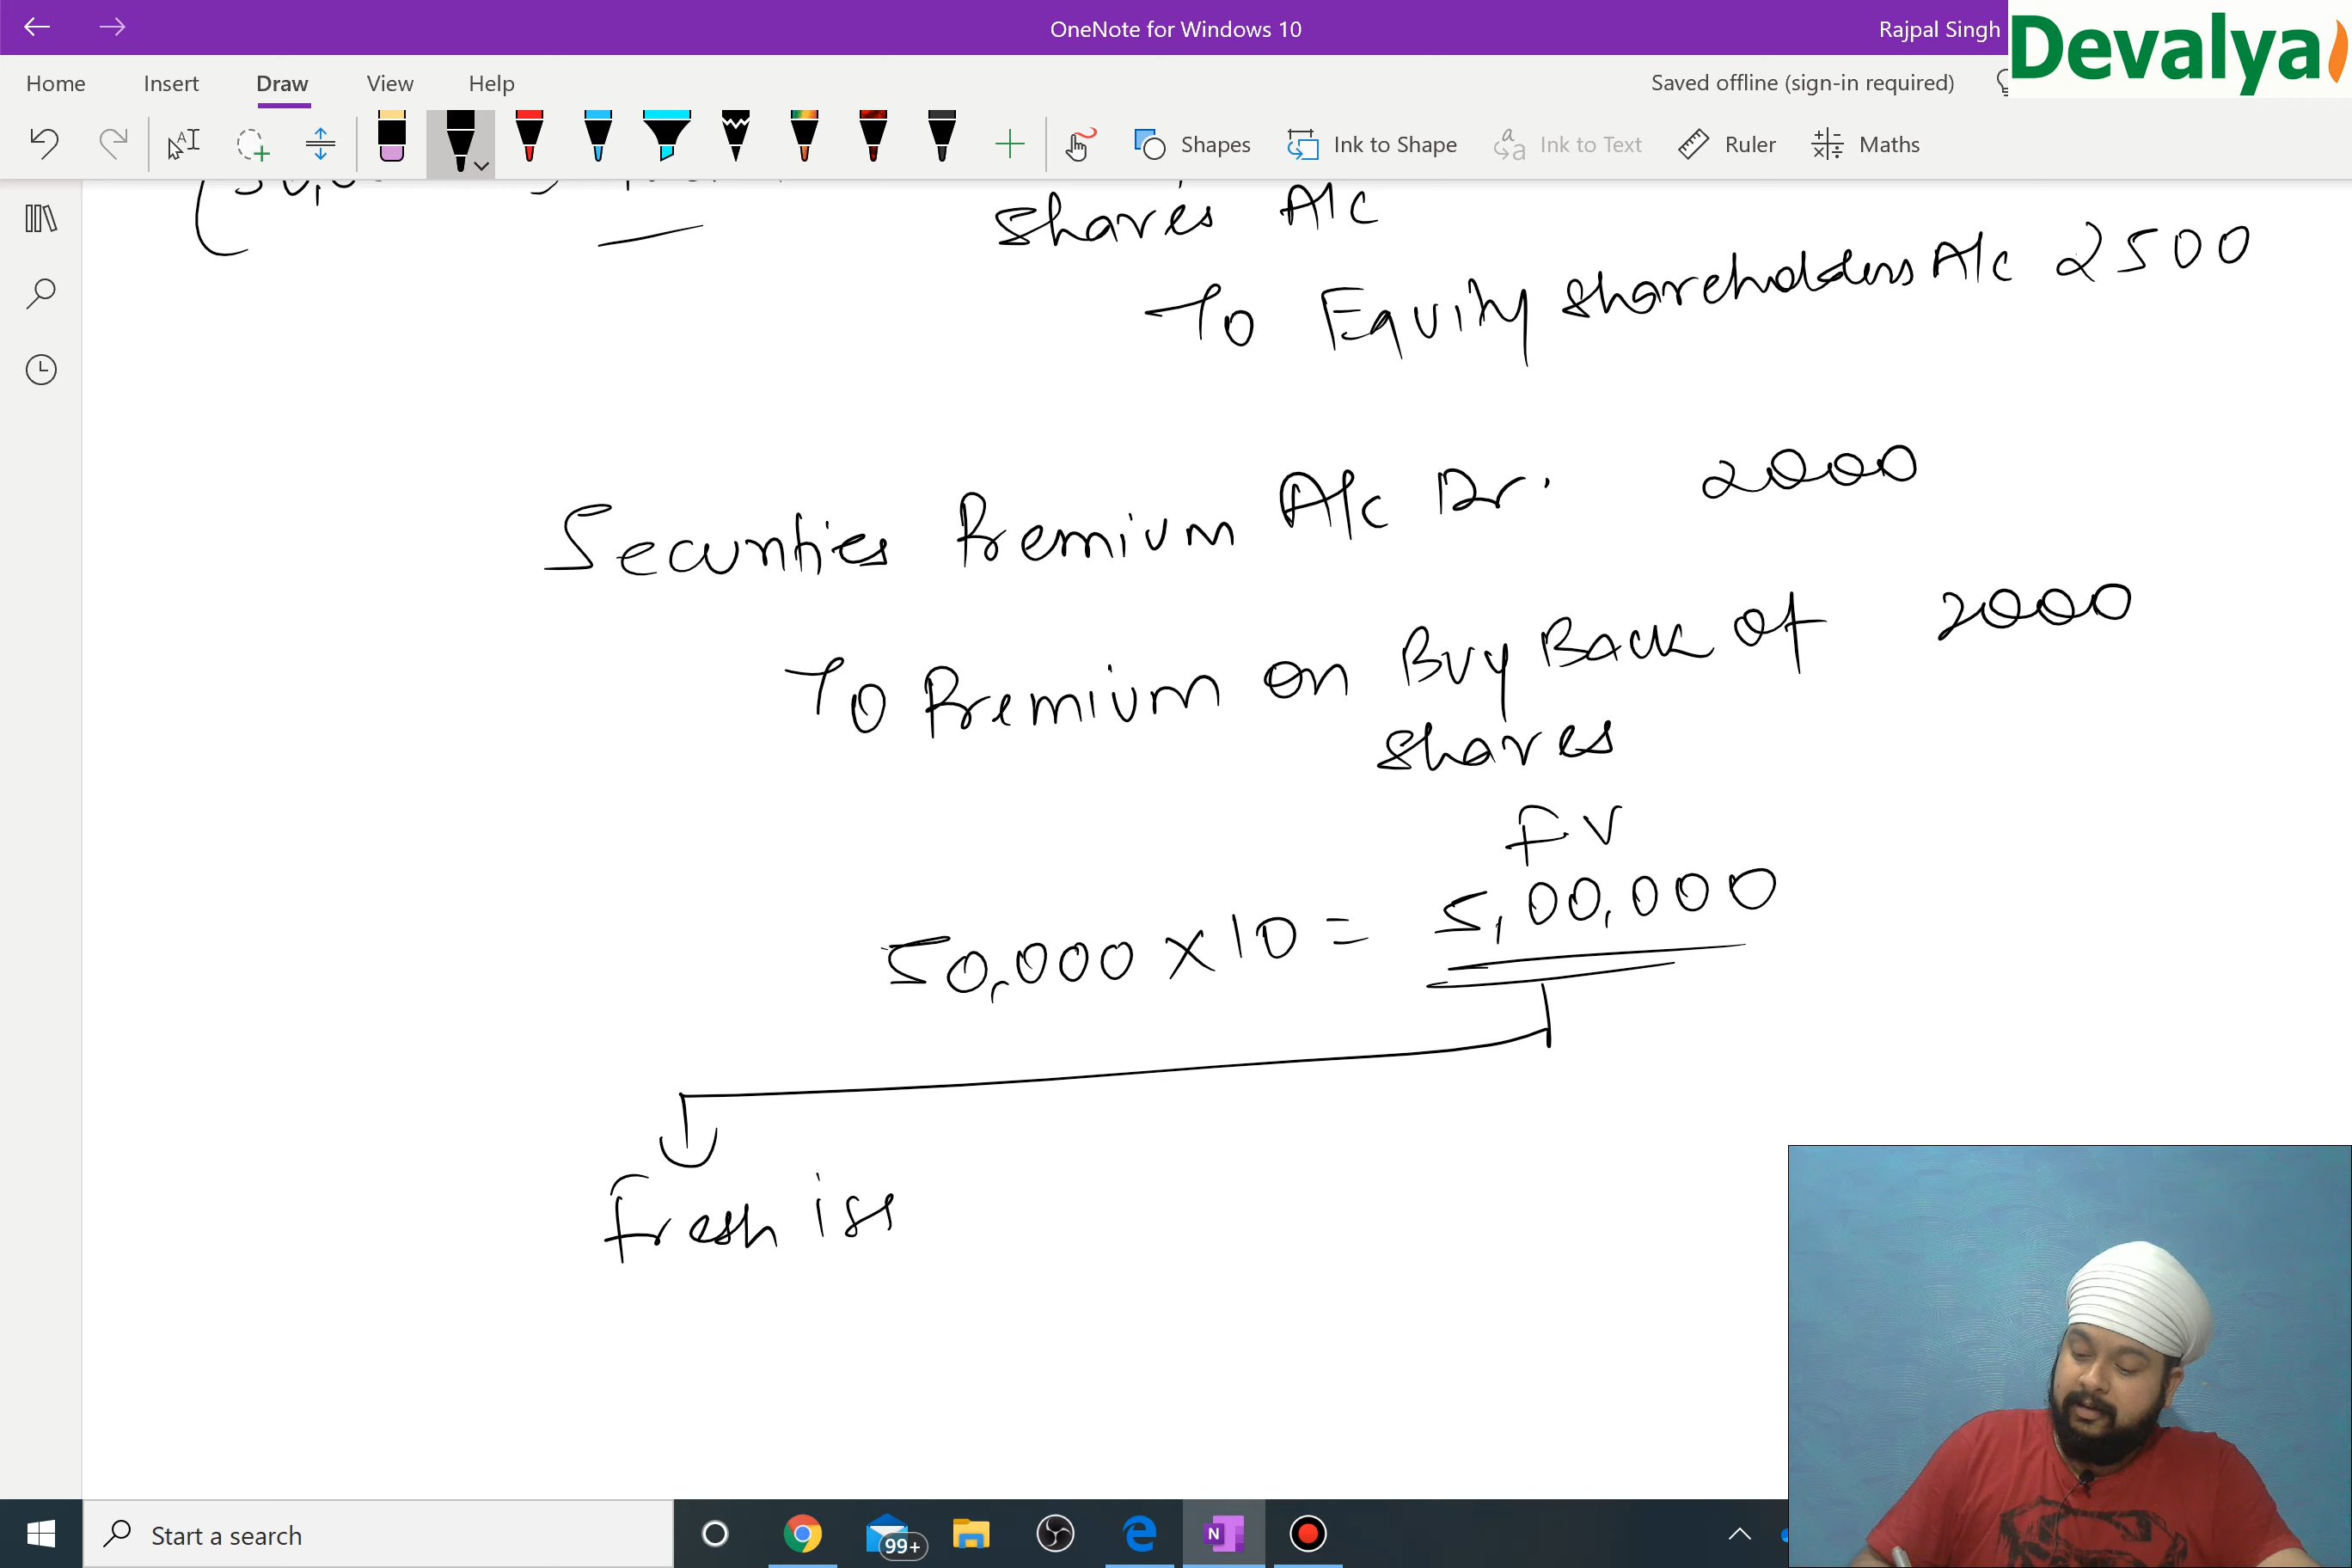 OneNote for Windows 10
Rajpal Singh
Devalya
Home Insert Draw View Help
Saved offline (sign-in required)
Shapes Ink to Shape Ink to Text Ruler Maths
Shares A/c
To Equity Shareholders A/c 2500
Securities Premium A/c Dr. 2000
To Premium on Buy Back of 2000
Shares
FV
50,000 × 10 = 5,00,000
Fresh iss
Start a search
99+